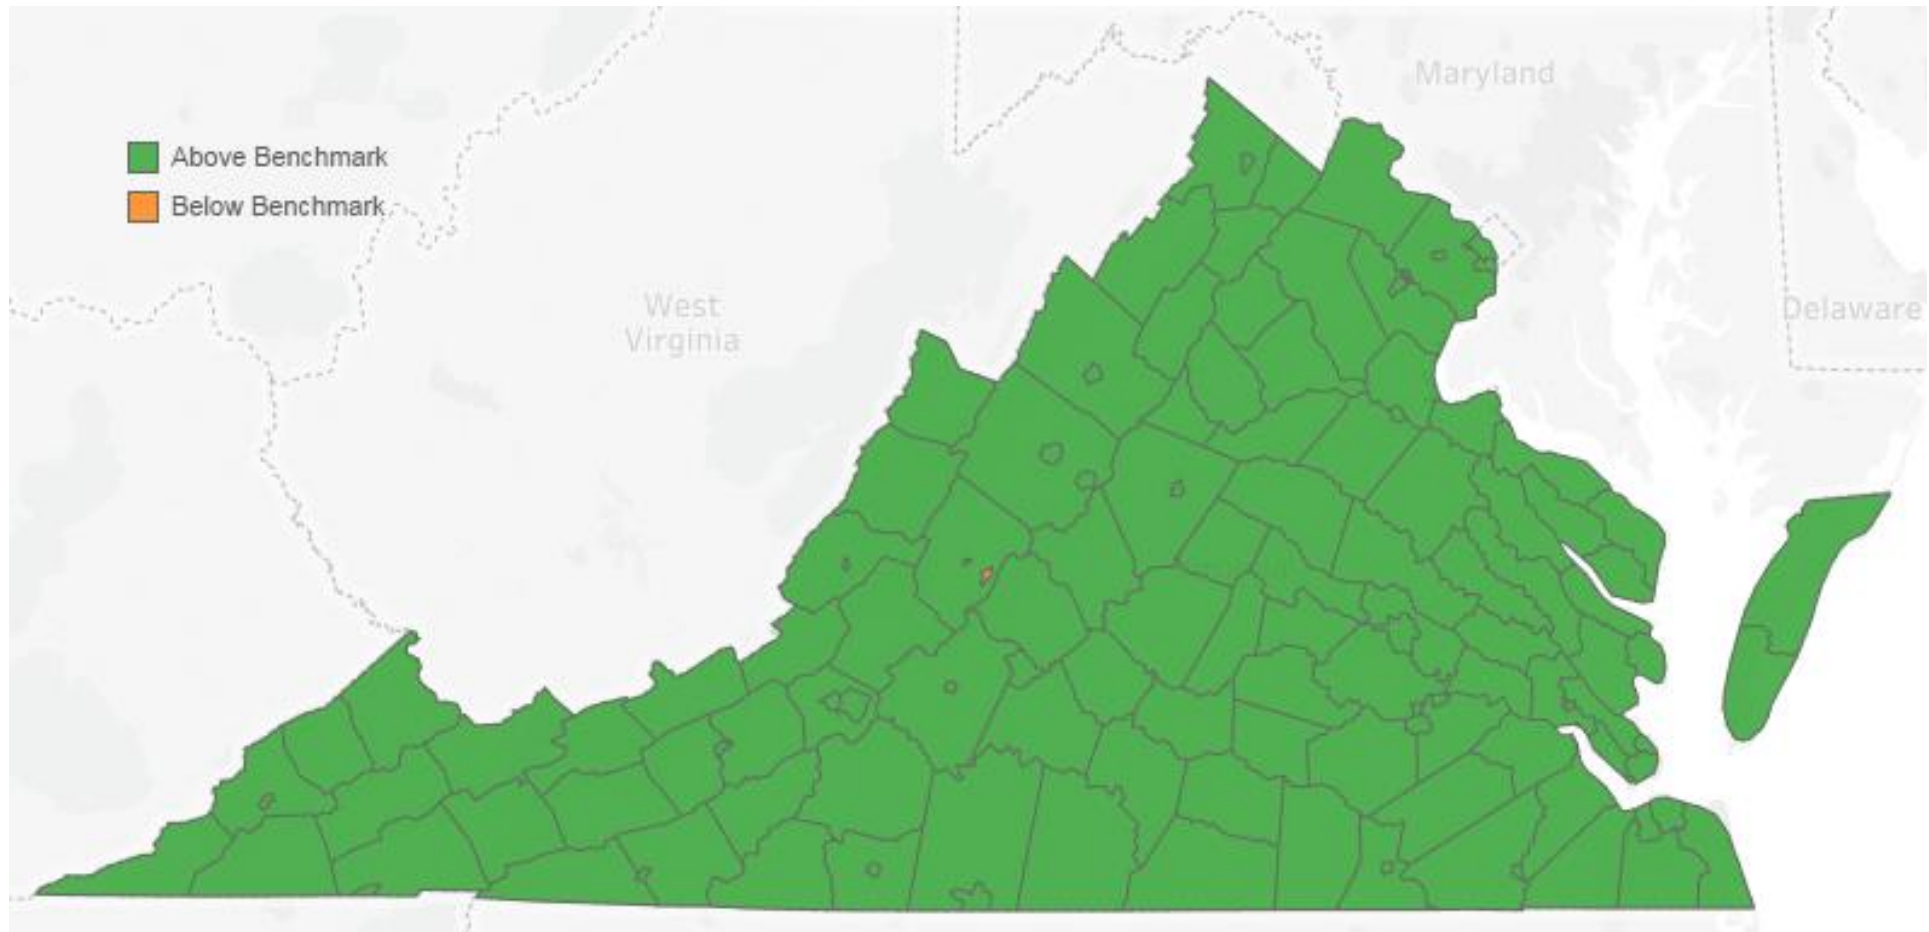 Maryland
Above Benchmark
Below Benchmark
West
Virginia
Delaware